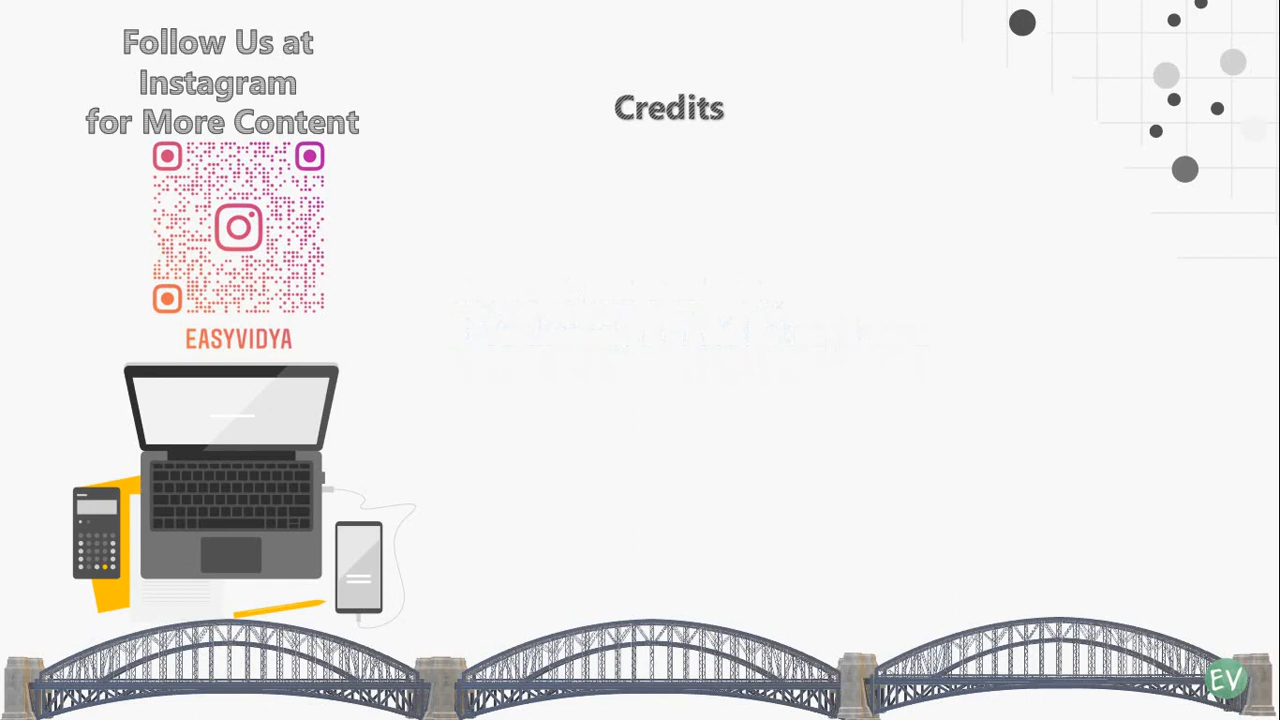 Follow Us at
Instagram
for More Content
EASYVIDYA
Credits
EV